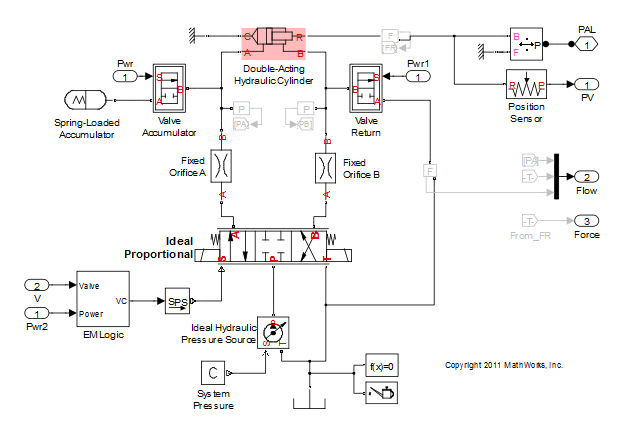 C
R
A
B
Double-Acting
Hydraulic Cylinder
F
[FR]
B
F
P
PAL
1
Pwr
1
S
B
A
Valve
Accumulator
Spring-Loaded
Accumulator
P
[PA]
P
[PB]
Pwr1
1
S
B
A
Valve
Return
R
P
Position
Sensor
1
PV
B
B
Fixed
Orifice A
Fixed
Orifice B
A
A
F
[PA]
-T-
-T-
2
Flow
-T-
From_FR
3
Force
Ideal
Proportional
A
B
S
P
T
2
V
1
Pwr2
Valve
Power
VC
EM Logic
SPS
Ideal Hydraulic
Pressure Source
P
S
T
C
System
Pressure
f(x)=0
Copyright 2011 MathWorks, Inc.